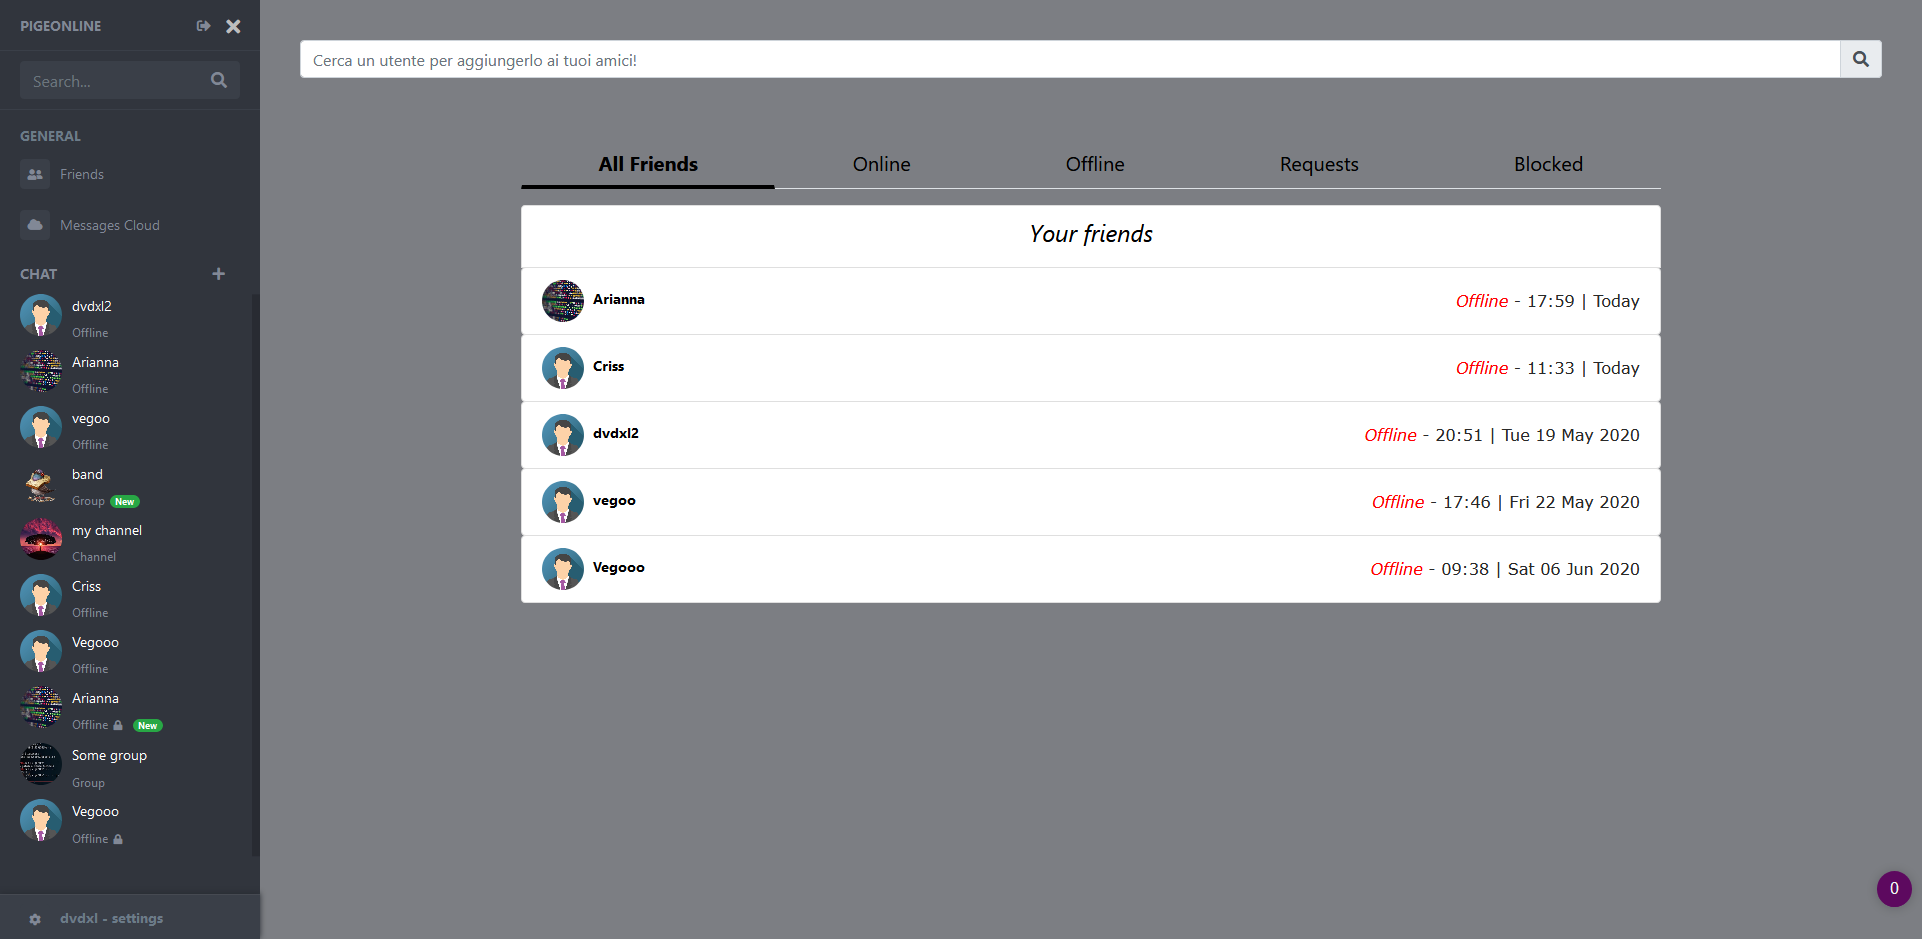 PIGEONLINE
Search...
GENERAL
Friends
Messages Cloud
CHAT
dvdxl2
Offline
Arianna
Offline
vegoo
Offline
band
Group New
my channel
Channel
Criss
Offline
Vegooo
Offline
Arianna
Offline New
Some group
Group
Vegooo
Offline
dvdxl - settings
Cerca un utente per aggiungerlo ai tuoi amici!
All Friends Online Offline Requests Blocked
Your friends
Arianna Offline - 17:59 | Today
Criss Offline - 11:33 | Today
dvdxl2 Offline - 20:51 | Tue 19 May 2020
vegoo Offline - 17:46 | Fri 22 May 2020
Vegooo Offline - 09:38 | Sat 06 Jun 2020
0